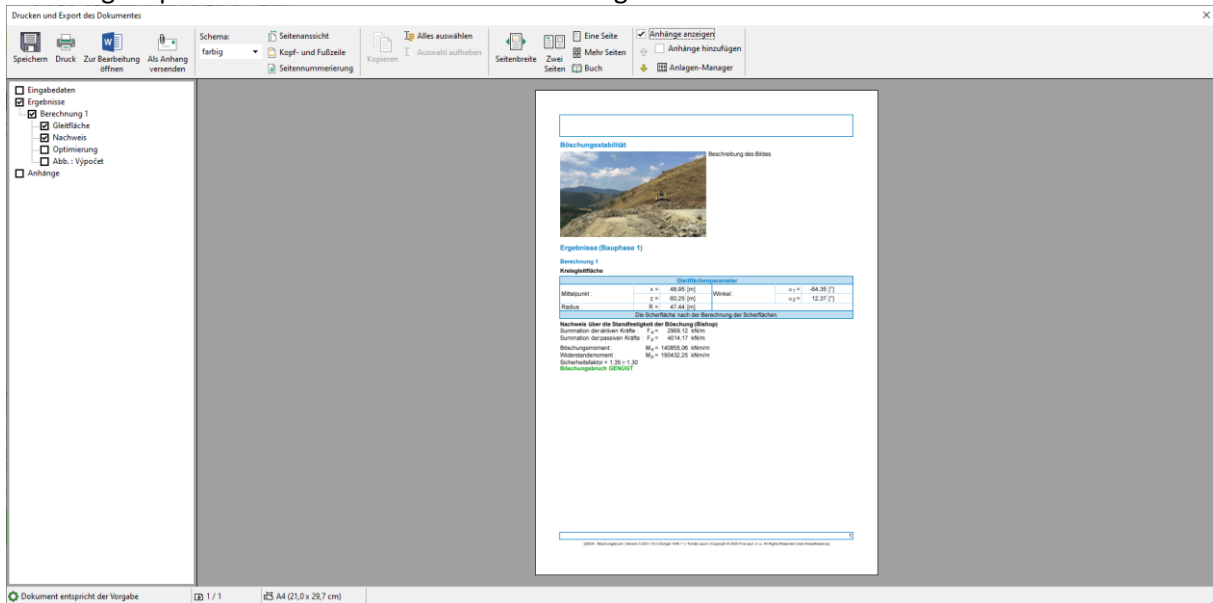 Drucken und Export des Dokumentes
Speichern
Druck
Zur Bearbeitung öffnen
Als Anhang versenden
Schema:
farbig
Seitenansicht
Kopf- und Fußzeile
Seitennummerierung
Kopieren
Alles auswählen
Auswahl aufheben
Seitenbreite
Zwei Seiten
Eine Seite
Mehr Seiten
Buch
Anhänge anzeigen
Anhänge hinzufügen
Anlagen-Manager
Eingabedaten
Ergebnisse
Berechnung 1
Gleitfläche
Nachweis
Optimierung
Abb. : Výpočet
Anhänge
Böschungsstabilität
Beschreibung des Bildes
Ergebnisse (Bauphase 1)
Berechnung 1
Kreisgleitfläche
Gleitflächenparameter
Mittelpunkt :
x = 48,95 [m]
z = 60,25 [m]
Winkel :
α1 = -64,35 [°]
α2 = 12,37 [°]
Radius : R = 47,44 [m]
Die Scherfläche nach der Berechnung der Scherflächen.
Nachweis über die Standfestigkeit der Böschung (Bishop)
Summation der aktiven Kräfte : Fa = 2969,12 kN/m
Summation der passiven Kräfte : Fp = 4014,17 kN/m
Böschungsmoment : Ma = 140855,06 kNm/m
Widerstandsmoment : Mp = 190432,25 kNm/m
Sicherheitsfaktor = 1,35 > 1,30
Böschungsbruch GENÜGT
1
Dokument entspricht der Vorgabe
1 / 1
A4 (21,0 x 29,7 cm)